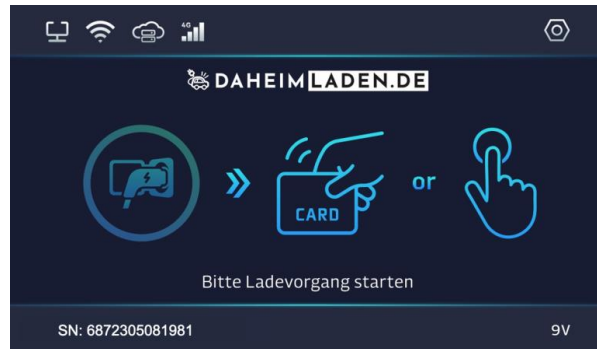 4G
DAHEIMLADEN.DE
CARD
or
Bitte Ladevorgang starten
SN: 6872305081981
9V